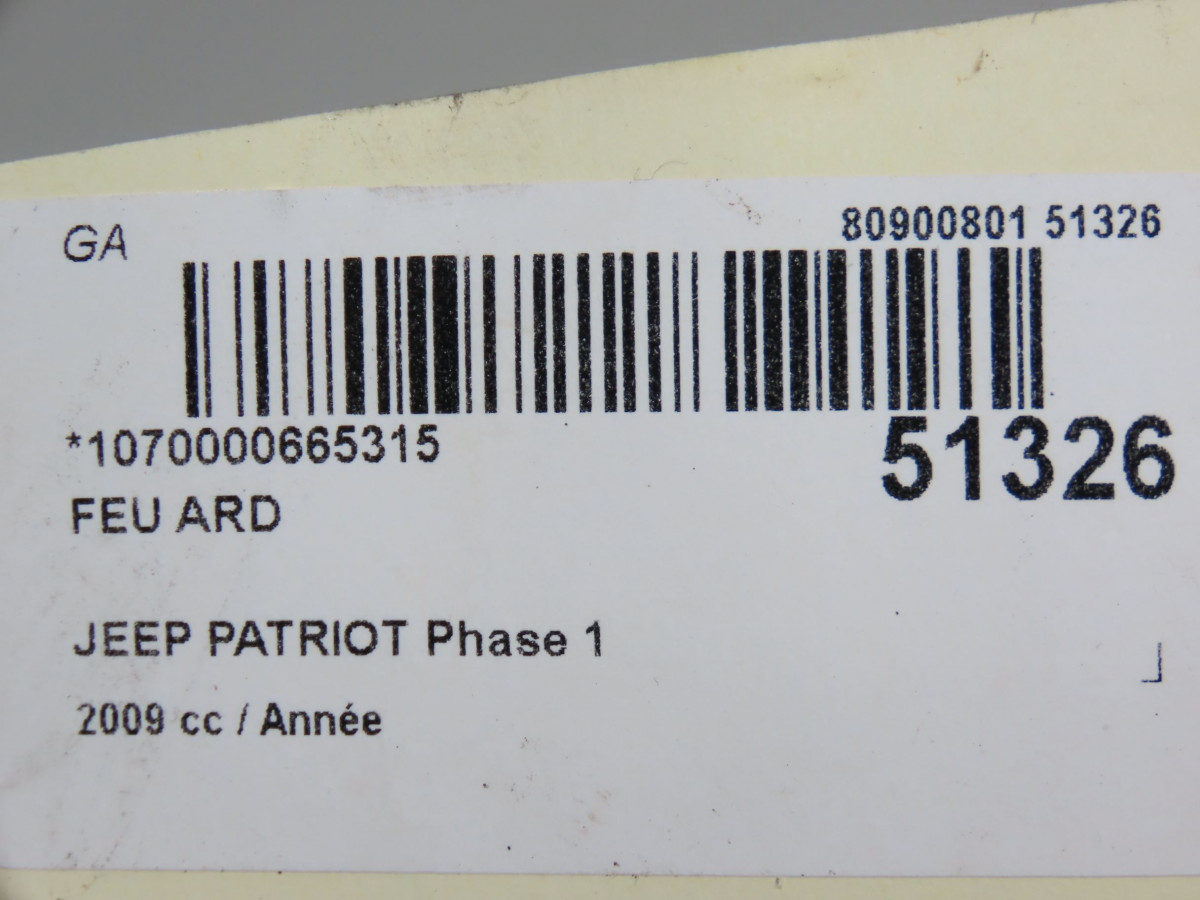 GA
80900801 51326
*1070000665315
51326
FEU ARD
JEEP PATRIOT Phase 1
2009 cc / Année